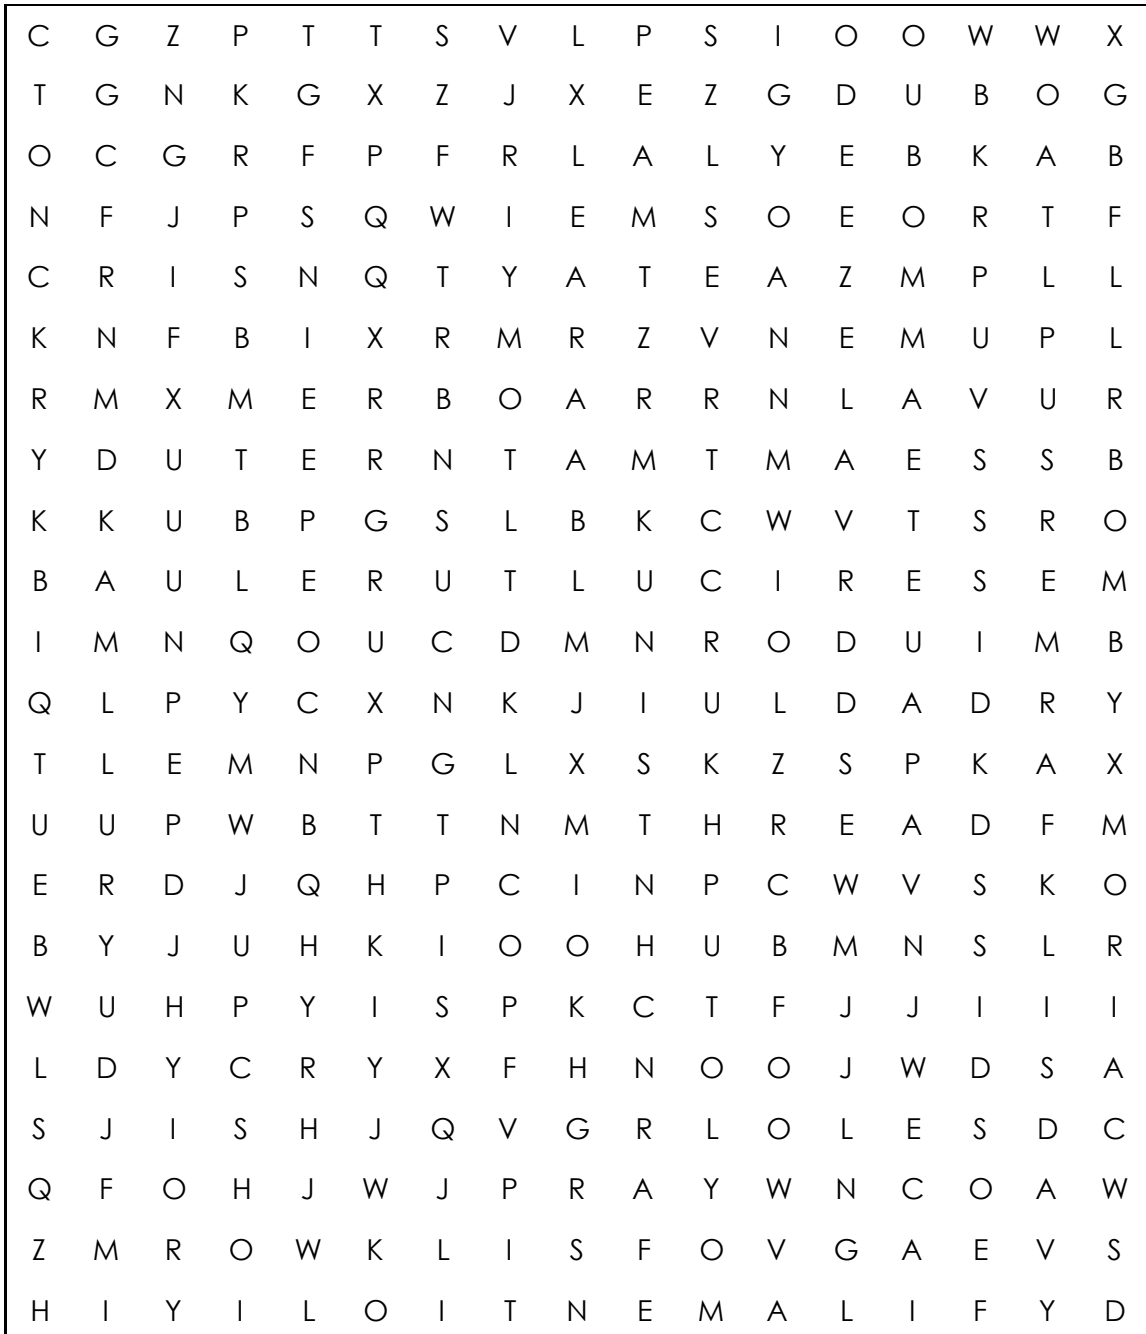 C G Z P T T S V L P S I O O W W X
T G N K G X Z J X E Z G D U B O G
O C G R F P F R L A L Y E B K A B
N F J P S Q W I E M S O E O R T F
C R I S N Q T Y A T E A Z M P L L
K N F B I X R M R Z V N E M U P L
R M X M E R B O A R R N L A V U R
Y D U T E R N T A M T M A E S S B
K K U B P G S L B K C W V T S R O
B A U L E R U T L U C I R E S E M
I M N Q O U C D M N R O D U I M B
Q L P Y C X N K J I U L D A D R Y
T L E M N P G L X S K Z S P K A X
U U P W B T T N M T H R E A D F M
E R D J Q H P C I N P C W V S K O
B Y J U H K I O O H U B M N S L R
W U H P Y I S P K C T F J J I I I
L D Y C R Y X F H N O O J W D S A
S J I S H J Q V G R L O L E S D C
Q F O H J W J P R A Y W N C O A W
Z M R O W K L I S F O V G A E V S
H I Y I L O I T N E M A L I F Y D